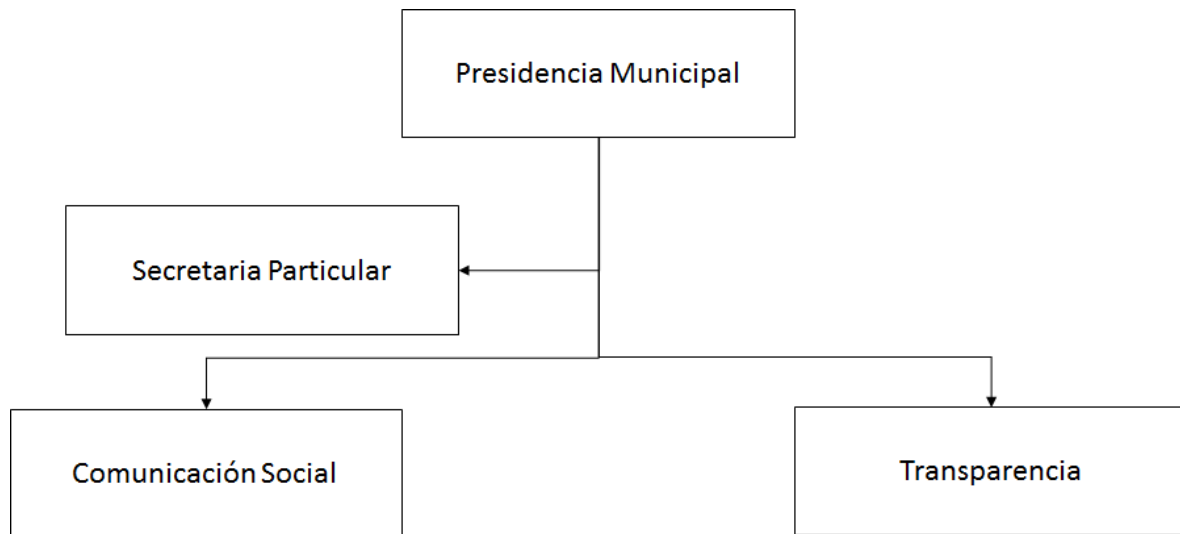 Presidencia Municipal
Secretaria Particular
Comunicación Social
Transparencia